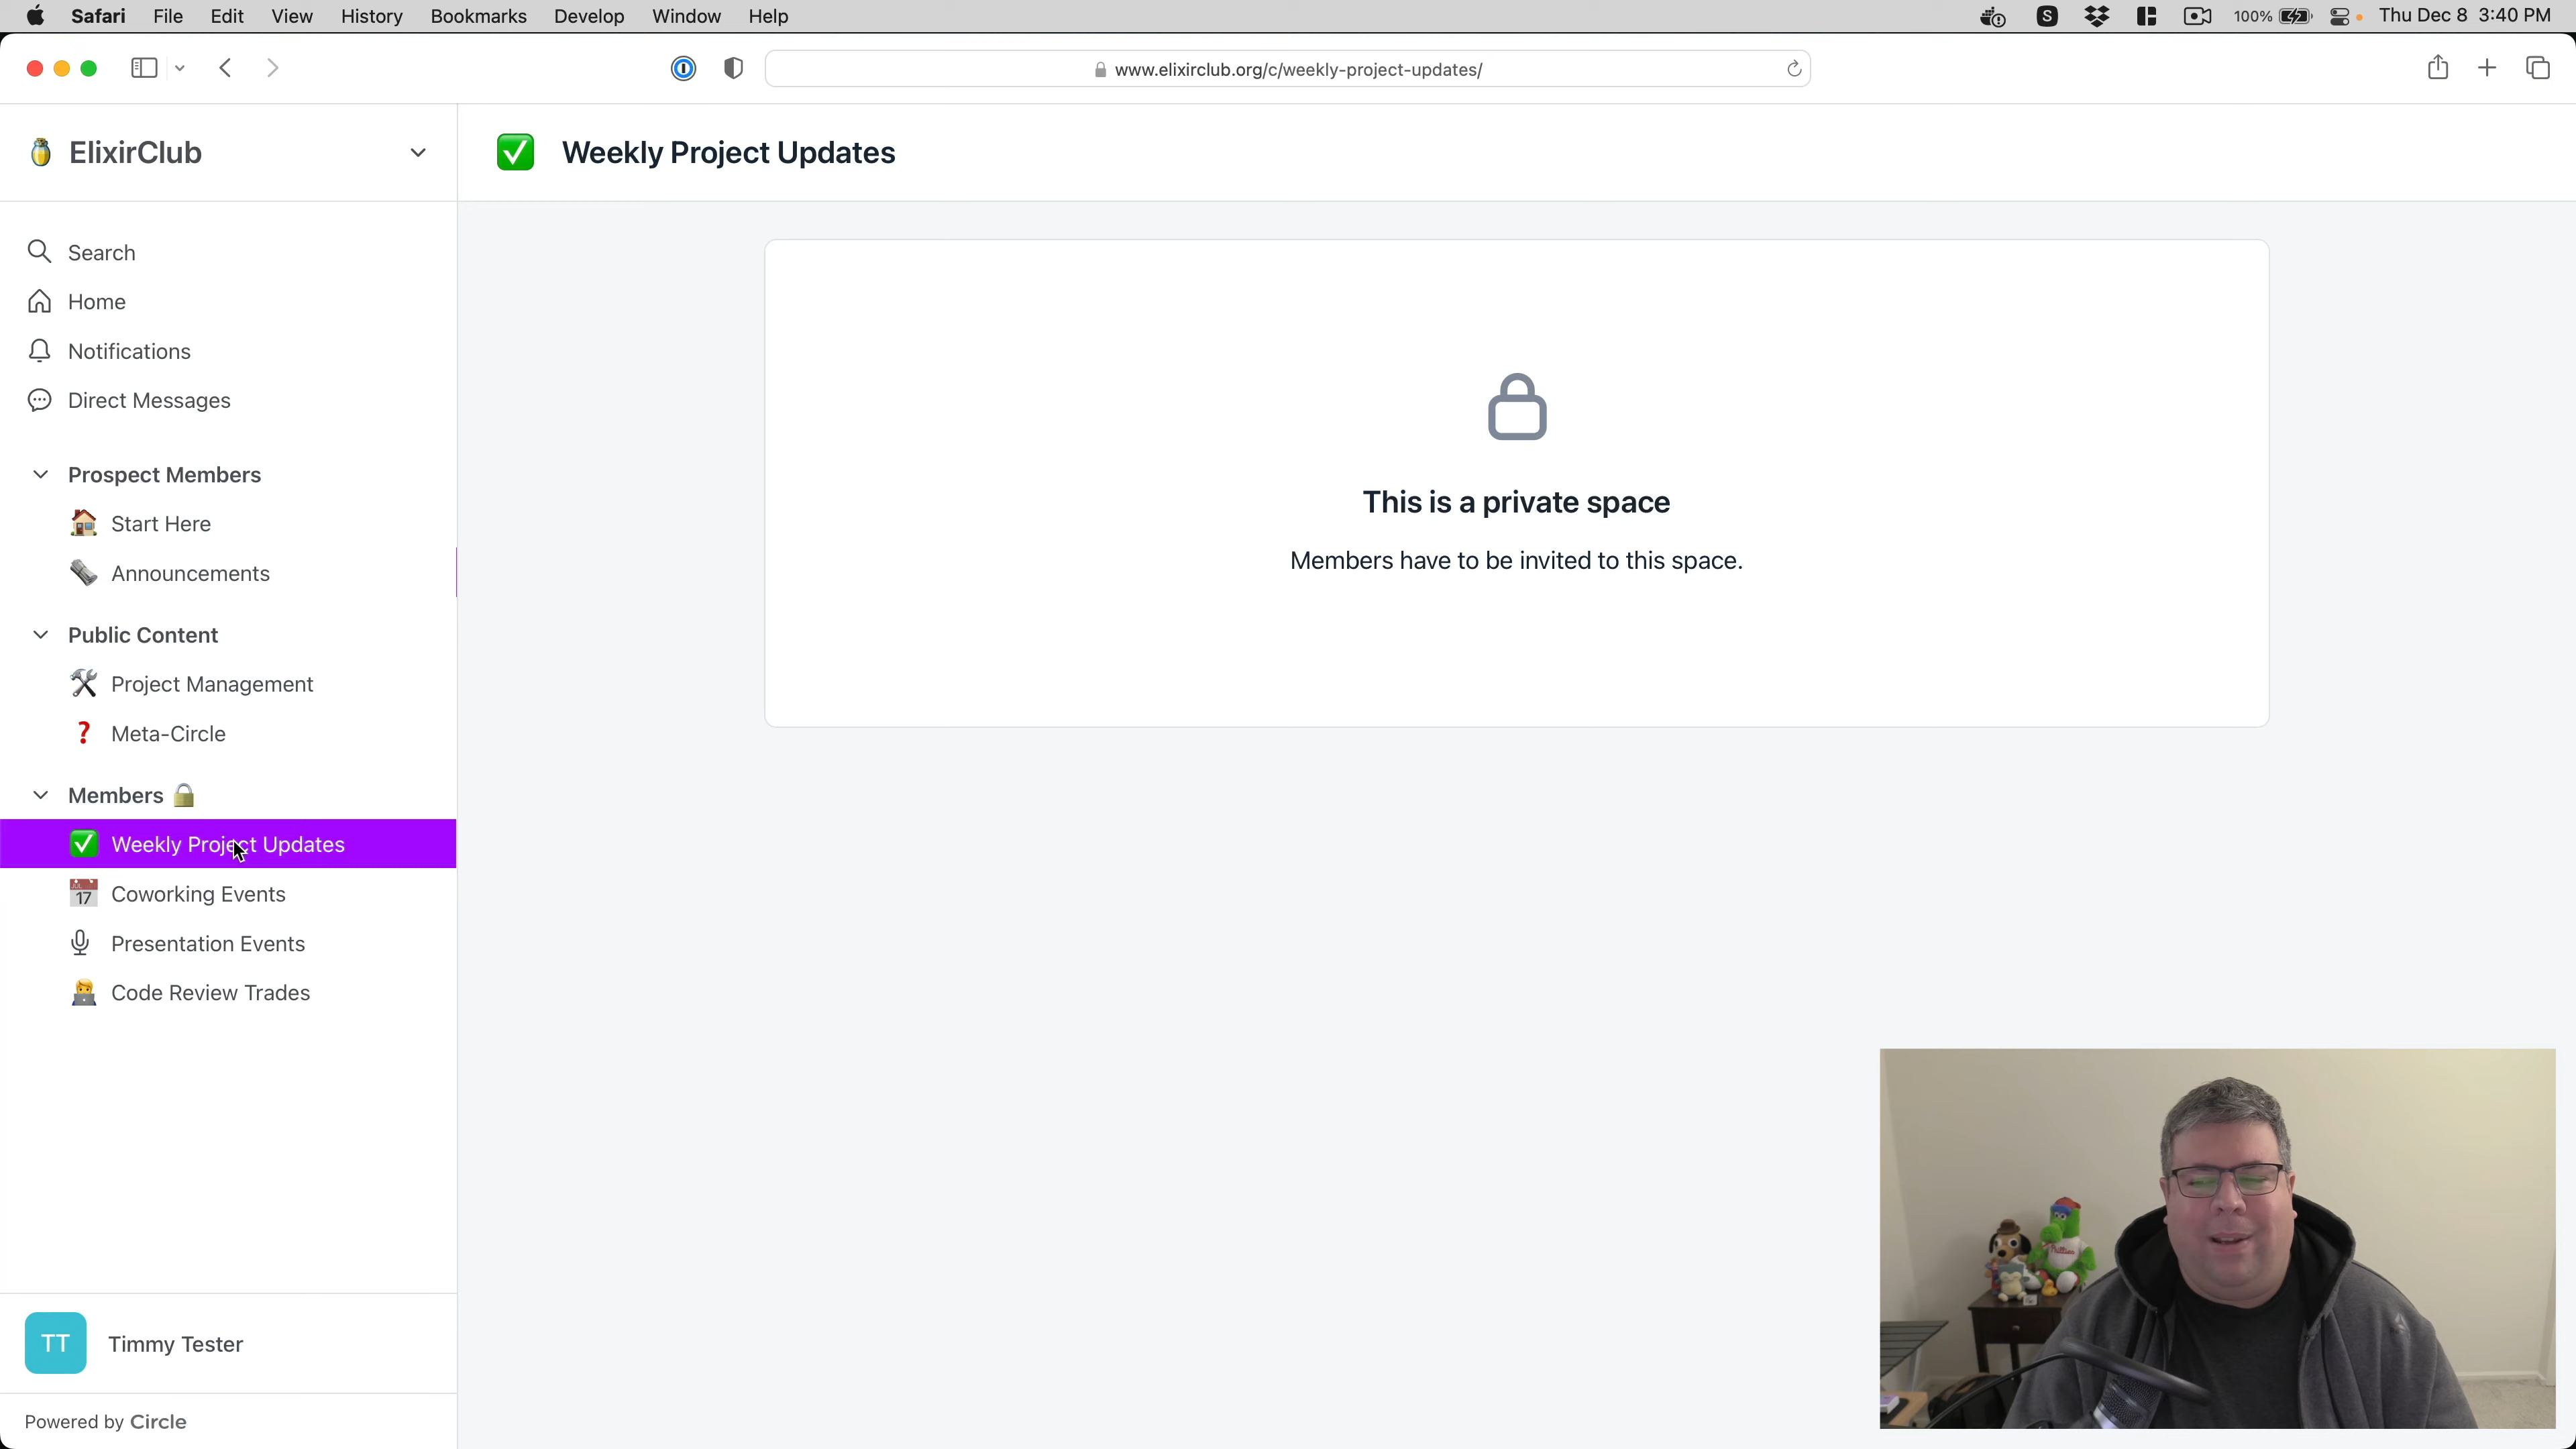 Safari File Edit View History Bookmarks Develop Window Help
S 100% Thu Dec 8 3:40 PM
www.elixirclub.org/c/weekly-project-updates/
ElixirClub
✅ Weekly Project Updates
Search
Home
Notifications
Direct Messages
Prospect Members
Start Here
Announcements
Public Content
Project Management
❓ Meta-Circle
Members 🔒
✅ Weekly Project Updates
JUL 17 Coworking Events
Presentation Events
Code Review Trades
This is a private space
Members have to be invited to this space.
Phillies
TT Timmy Tester
Powered by Circle